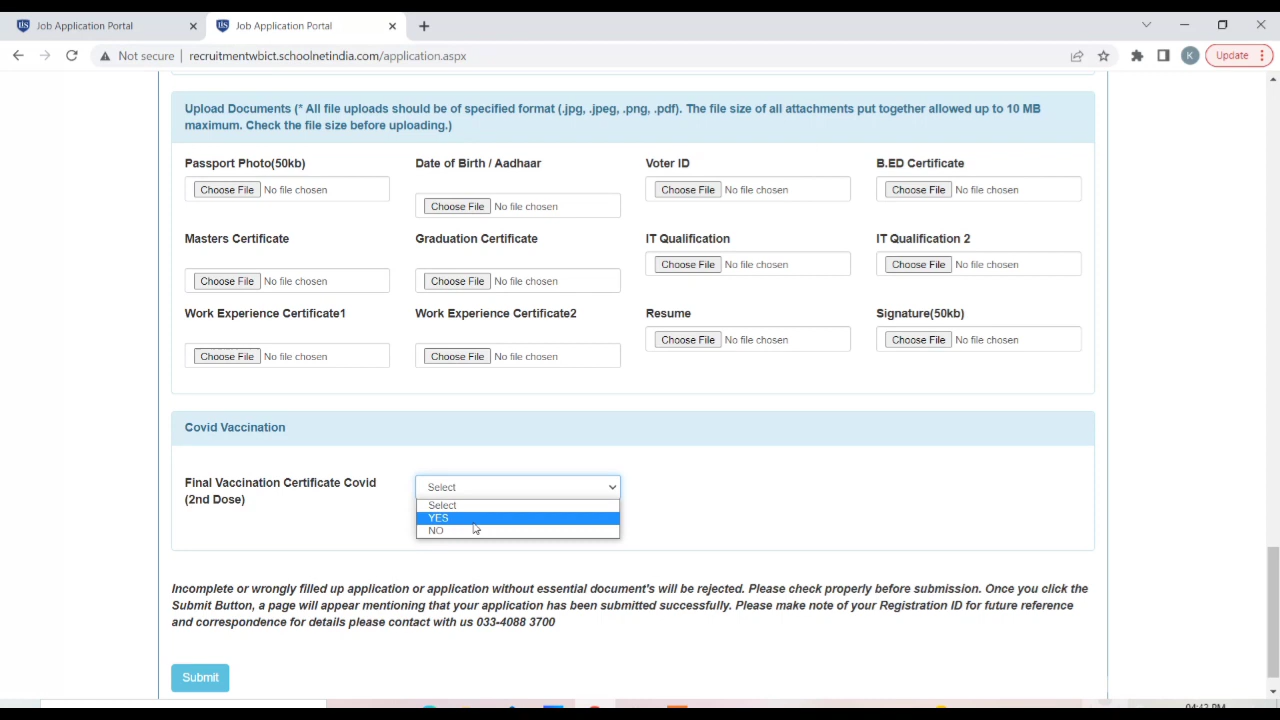 Job Application Portal
Job Application Portal
Not secure | recruitmentwbict.schoolnetindia.com/application.aspx
K
Update
Upload Documents (* All file uploads should be of specified format (.jpg, .jpeg, .png, .pdf). The file size of all attachments put together allowed up to 10 MB
maximum. Check the file size before uploading.)
Passport Photo(50kb)
Date of Birth / Aadhaar
Voter ID
B.ED Certificate
Choose File No file chosen
Choose File No file chosen
Choose File No file chosen
Choose File No file chosen
Masters Certificate
Graduation Certificate
IT Qualification
IT Qualification 2
Choose File No file chosen
Choose File No file chosen
Choose File No file chosen
Choose File No file chosen
Work Experience Certificate1
Work Experience Certificate2
Resume
Signature(50kb)
Choose File No file chosen
Choose File No file chosen
Choose File No file chosen
Choose File No file chosen
Covid Vaccination
Final Vaccination Certificate Covid
(2nd Dose)
Select
Select
YES
NO
Incomplete or wrongly filled up application or application without essential document's will be rejected. Please check properly before submission. Once you click the
Submit Button, a page will appear mentioning that your application has been submitted successfully. Please make note of your Registration ID for future reference
and correspondence for details please contact with us 033-4088 3700
Submit